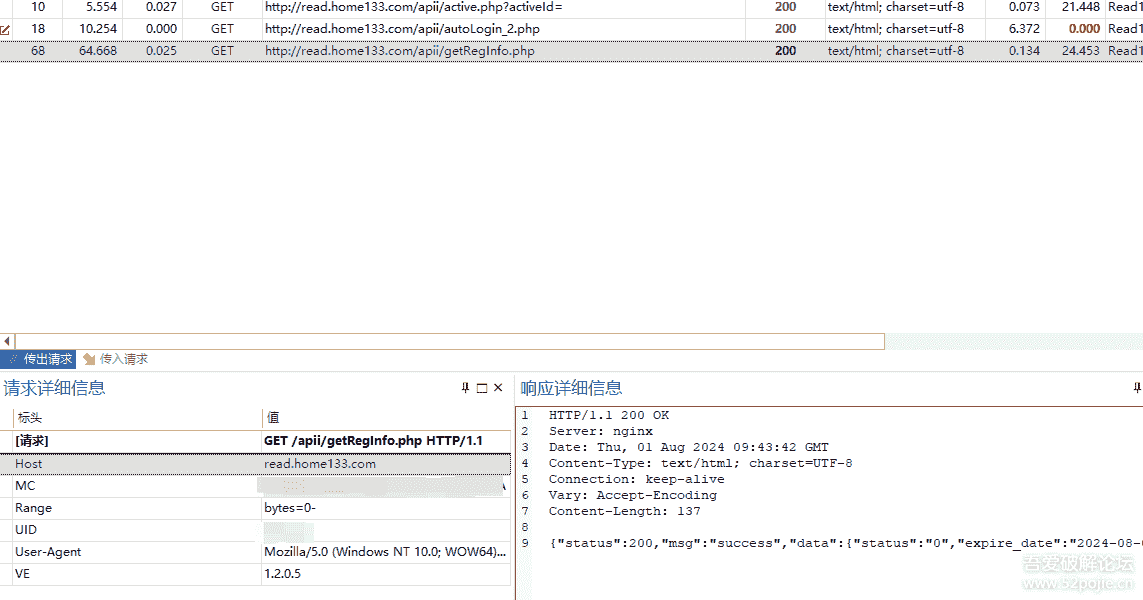 10 5.554 0.027 GET http://read.home133.com/apii/active.php?activeId= 200 text/html; charset=utf-8 0.073 21.448 Read1
18 10.254 0.000 GET http://read.home133.com/apii/autoLogin_2.php 200 text/html; charset=utf-8 6.372 0.000 Read1
68 64.668 0.025 GET http://read.home133.com/apii/getRegInfo.php 200 text/html; charset=utf-8 0.134 24.453 Read1
传出请求 传入请求
请求详细信息
标头 值
[请求] GET /apii/getRegInfo.php HTTP/1.1
Host read.home133.com
MC
Range bytes=0-
UID
User-Agent Mozilla/5.0 (Windows NT 10.0; WOW64)...
VE 1.2.0.5
响应详细信息
1 HTTP/1.1 200 OK
2 Server: nginx
3 Date: Thu, 01 Aug 2024 09:43:42 GMT
4 Content-Type: text/html; charset=UTF-8
5 Connection: keep-alive
6 Vary: Accept-Encoding
7 Content-Length: 137
8
9 {"status":200,"msg":"success","data":{"status":"0","expire_date":"2024-08-
吾爱破解论坛
www.52pojie.cn